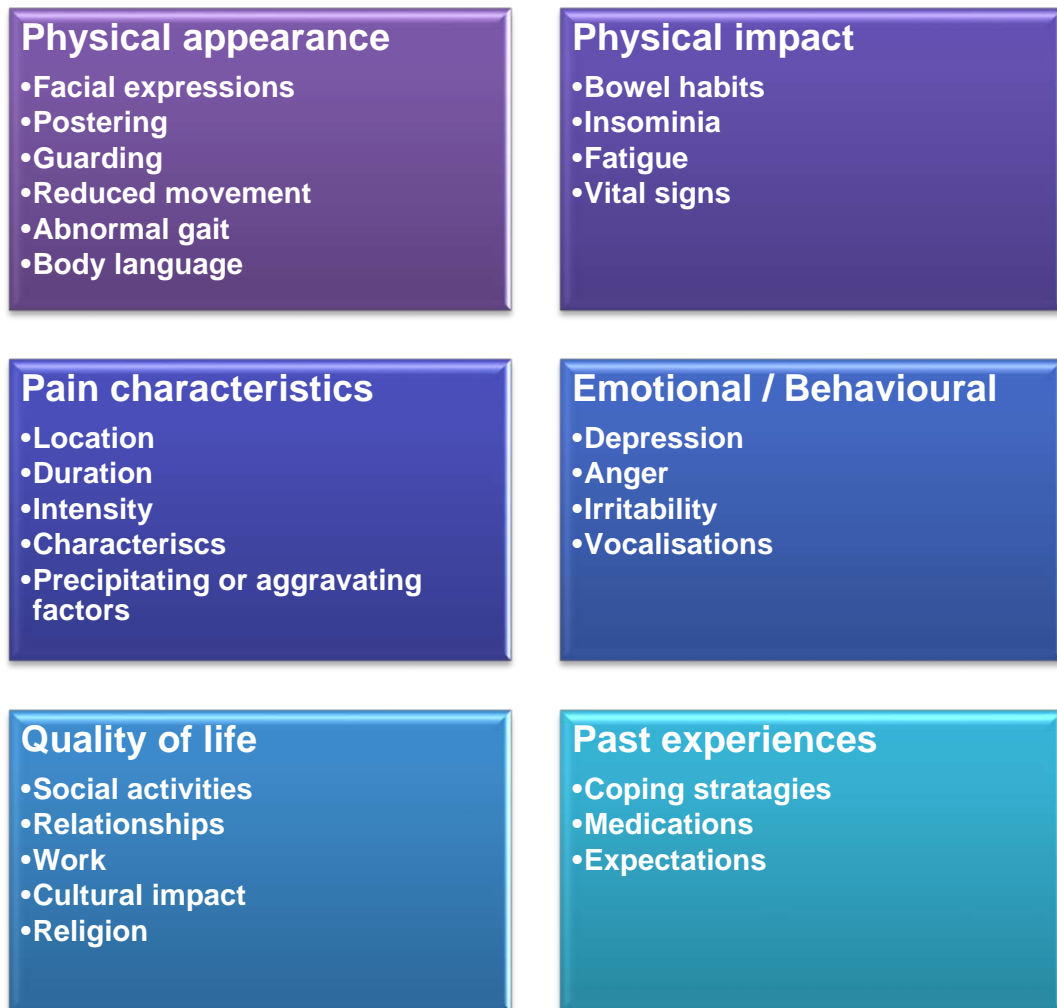 Physical appearance
•Facial expressions
•Postering
•Guarding
•Reduced movement
•Abnormal gait
•Body language
Physical impact
•Bowel habits
•Insominia
•Fatigue
•Vital signs
Pain characteristics
•Location
•Duration
•Intensity
•Characteriscs
•Precipitating or aggravating
factors
Emotional / Behavioural
•Depression
•Anger
•Irritability
•Vocalisations
Quality of life
•Social activities
•Relationships
•Work
•Cultural impact
•Religion
Past experiences
•Coping stratagies
•Medications
•Expectations